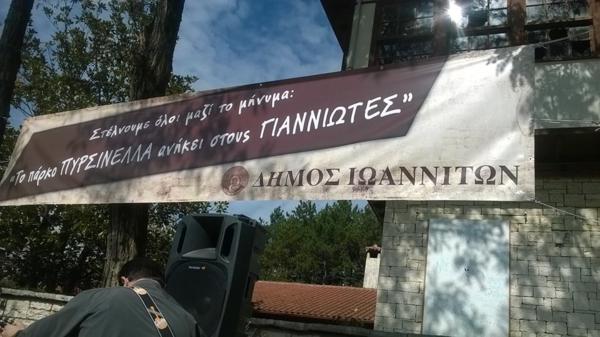 Στέλνουμε όλοι μαζί το μήνυμα:
«Το πάρκο ΠΥΡΣΙΝΕΛΛΑ ανήκει στους ΓΙΑΝΝΙΩΤΕΣ»
ΔΗΜΟΣ ΙΩΑΝΝΙΤΩΝ